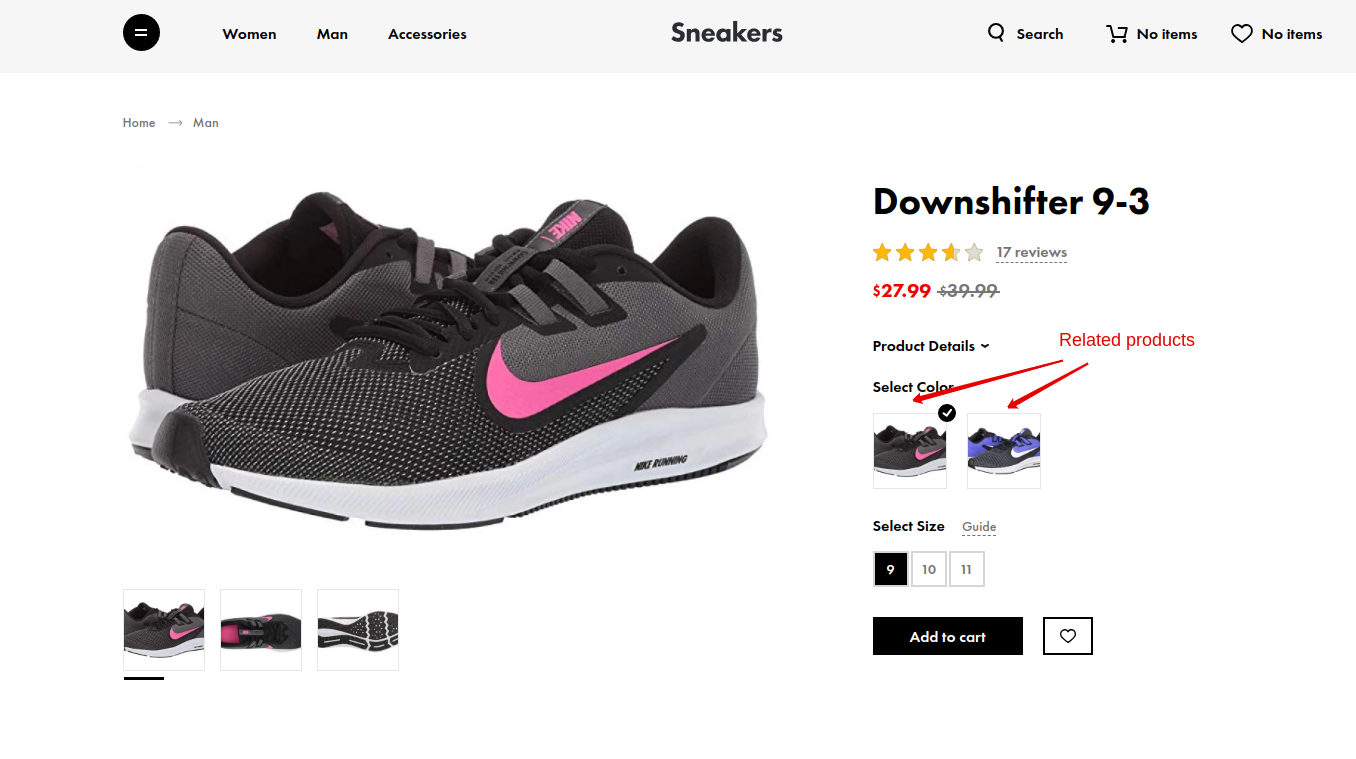 Women Man Accessories Sneakers Search No items No items
Home → Man
NIKE
NIKE RUNNING
Downshifter 9-3
17 reviews
$27.99 $39.99
Product Details
Related products
Select Color
Select Size Guide
9 10 11
Add to cart